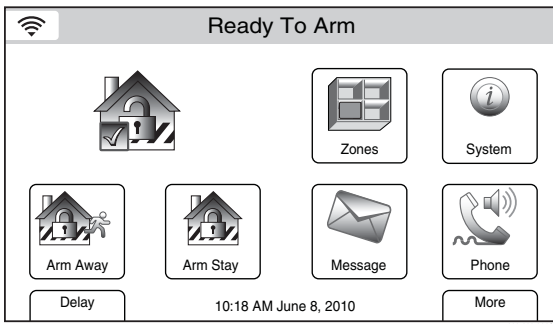 Ready To Arm
Zones
System
Arm Away
Arm Stay
Message
Phone
Delay
10:18 AM June 8, 2010
More